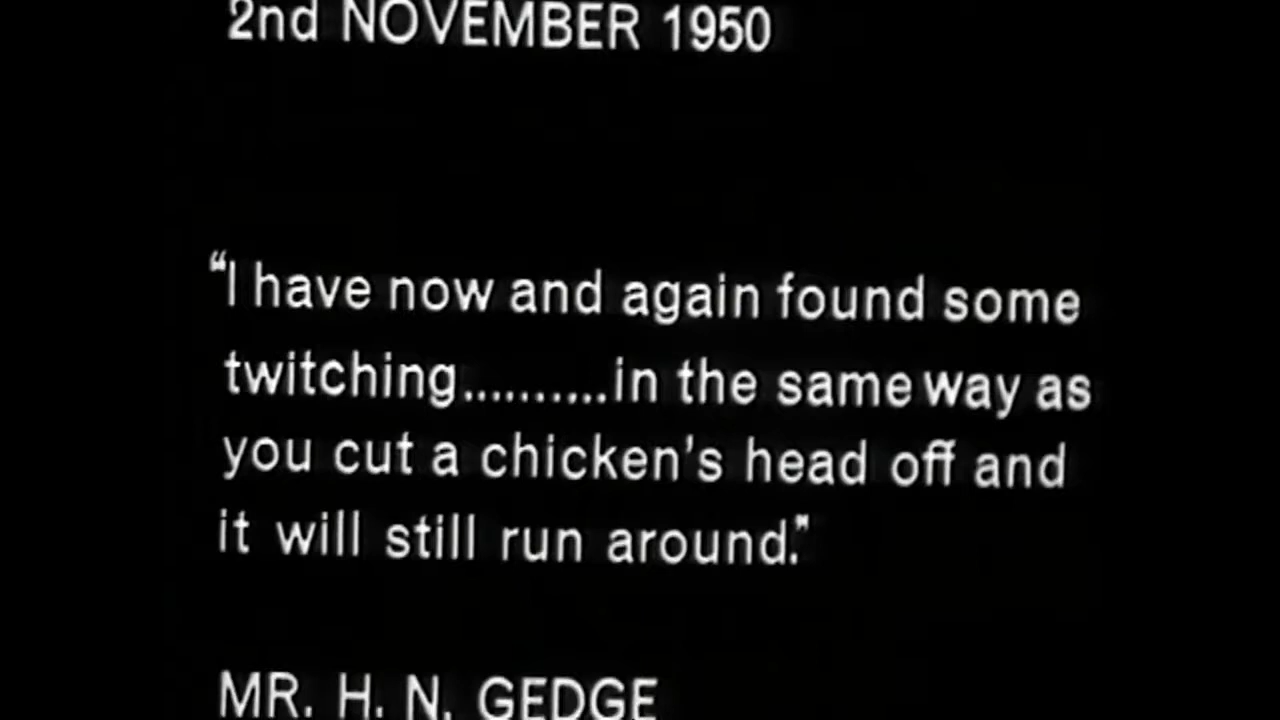 2nd NOVEMBER 1950
“I have now and again found some
twitching..........in the same way as
you cut a chicken's head off and
it will still run around.”
MR. H. N. GEDGE